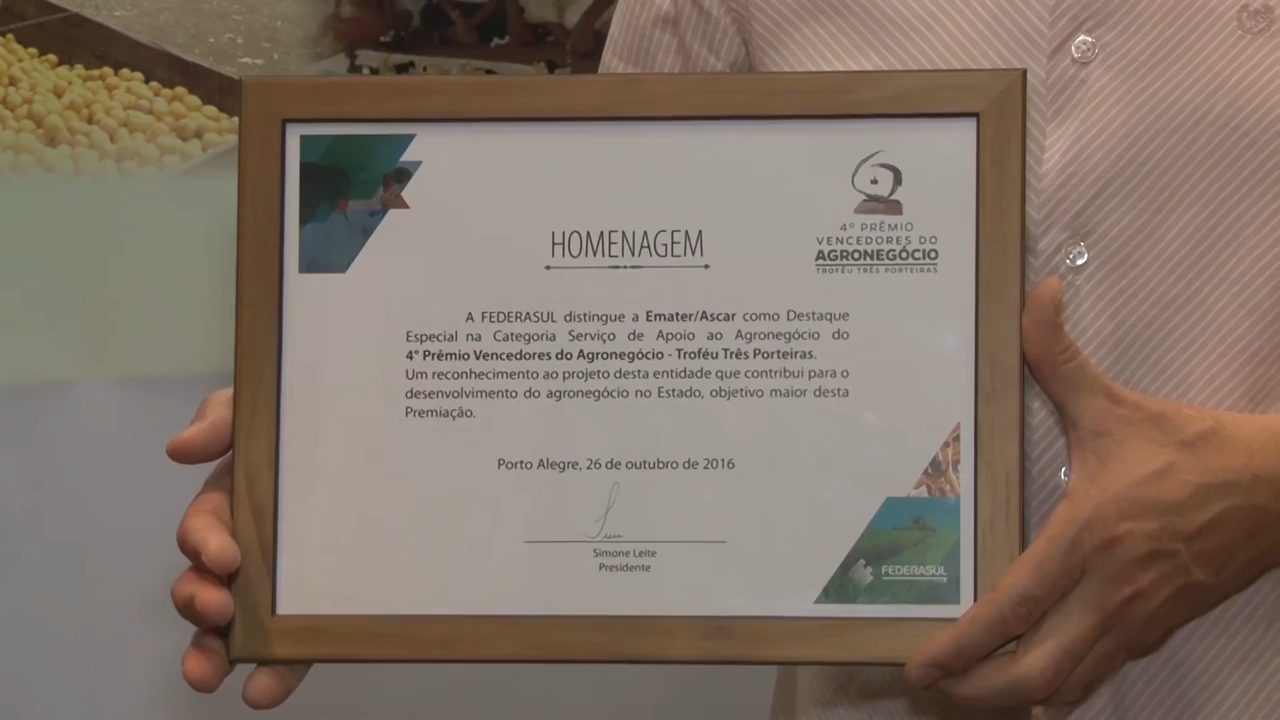 4º PRÊMIO
VENCEDORES DO
AGRONEGÓCIO
TROFÉU TRÊS PORTEIRAS
HOMENAGEM
A FEDERASUL distingue a Emater/Ascar como Destaque
Especial na Categoria Serviço de Apoio ao Agronegócio do
4° Prêmio Vencedores do Agronegócio - Troféu Três Porteiras.
Um reconhecimento ao projeto desta entidade que contribui para o
desenvolvimento do agronegócio no Estado, objetivo maior desta
Premiação.
Porto Alegre, 26 de outubro de 2016
Simone Leite
Presidente
FEDERASUL